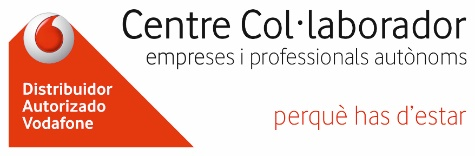 Centre Col·laborador
empreses i professionals autònoms
Distribuidor
Autorizado
Vodafone
perquè has d'estar